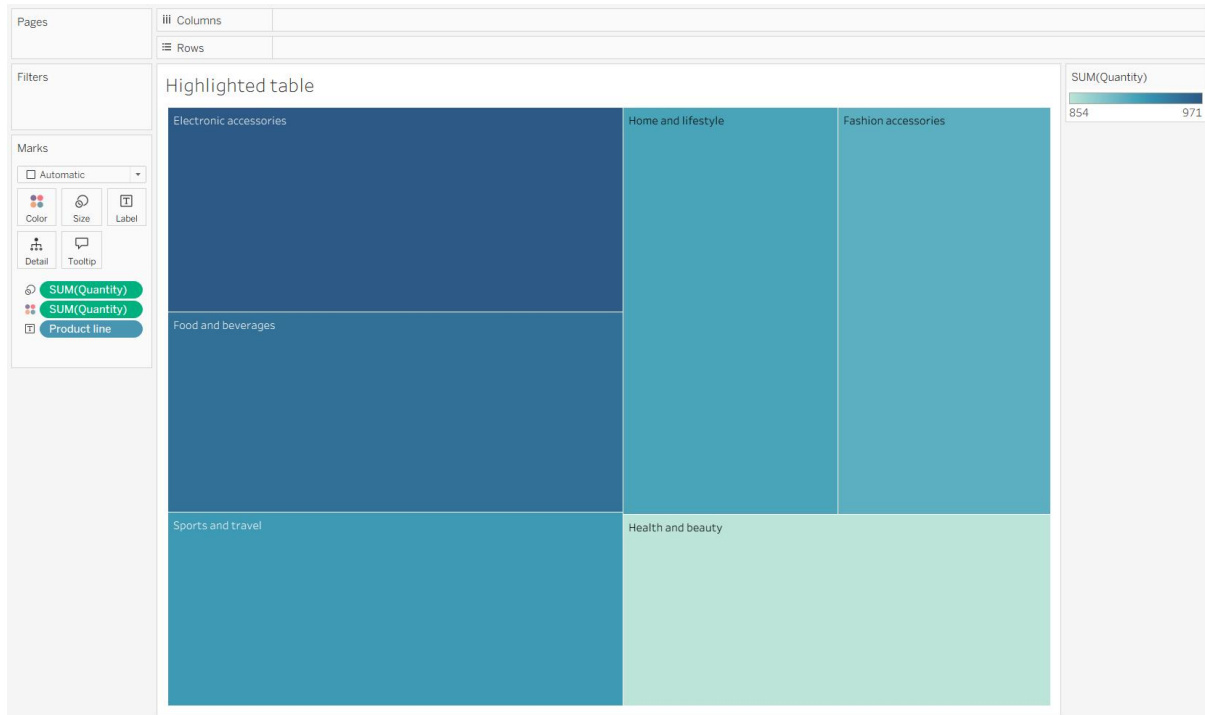 Pages
Columns
Rows
Filters
Marks
Automatic
Color
Size
Label
Detail
Tooltip
SUM(Quantity)
SUM(Quantity)
Product line
Highlighted table
Electronic accessories
Home and lifestyle
Fashion accessories
Food and beverages
Sports and travel
Health and beauty
SUM(Quantity)
854 971